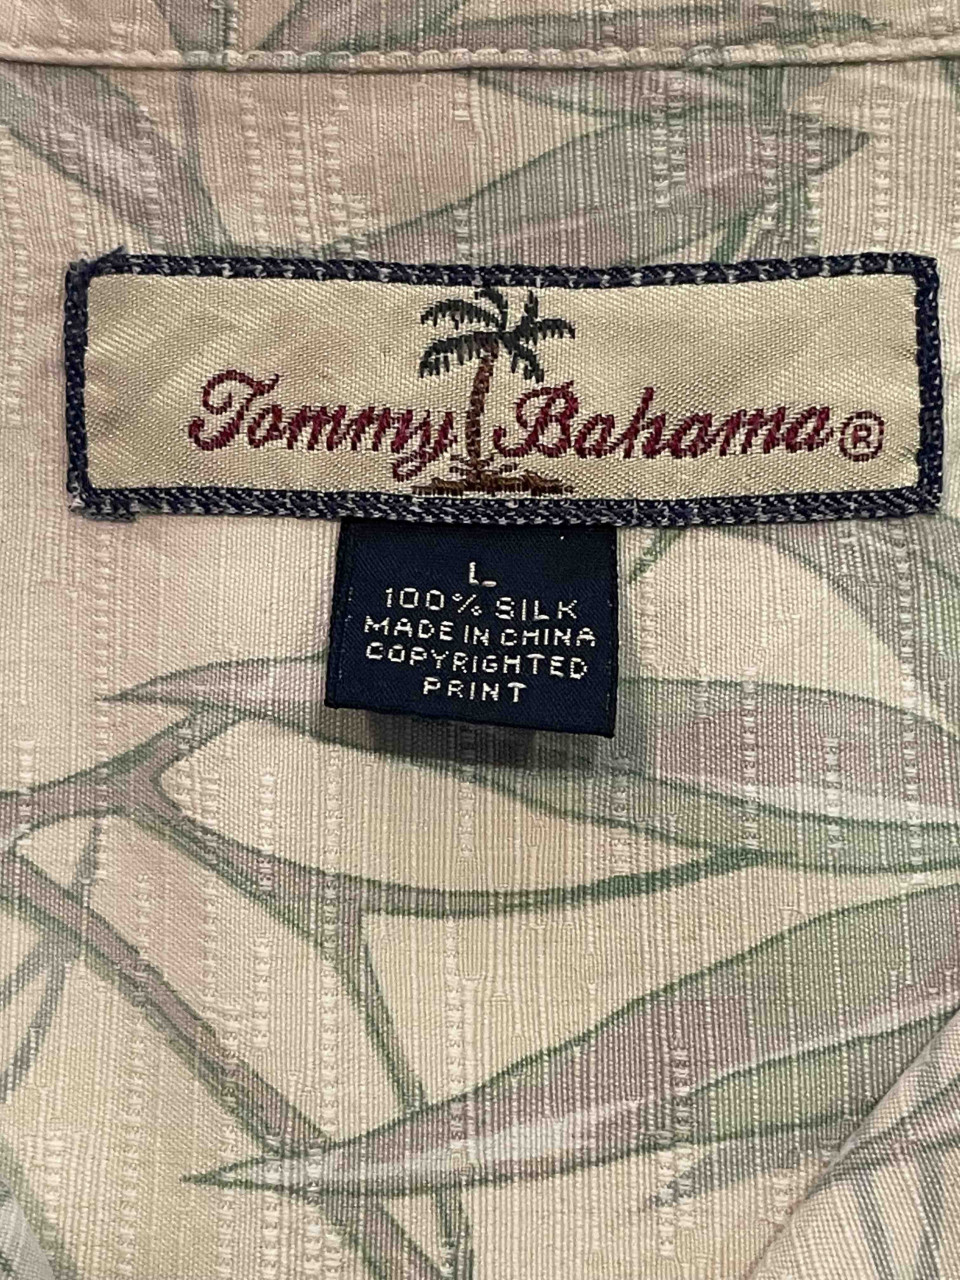 Tommy Bahama®
L
100% SILK
MADE IN CHINA
COPYRIGHTED
PRINT